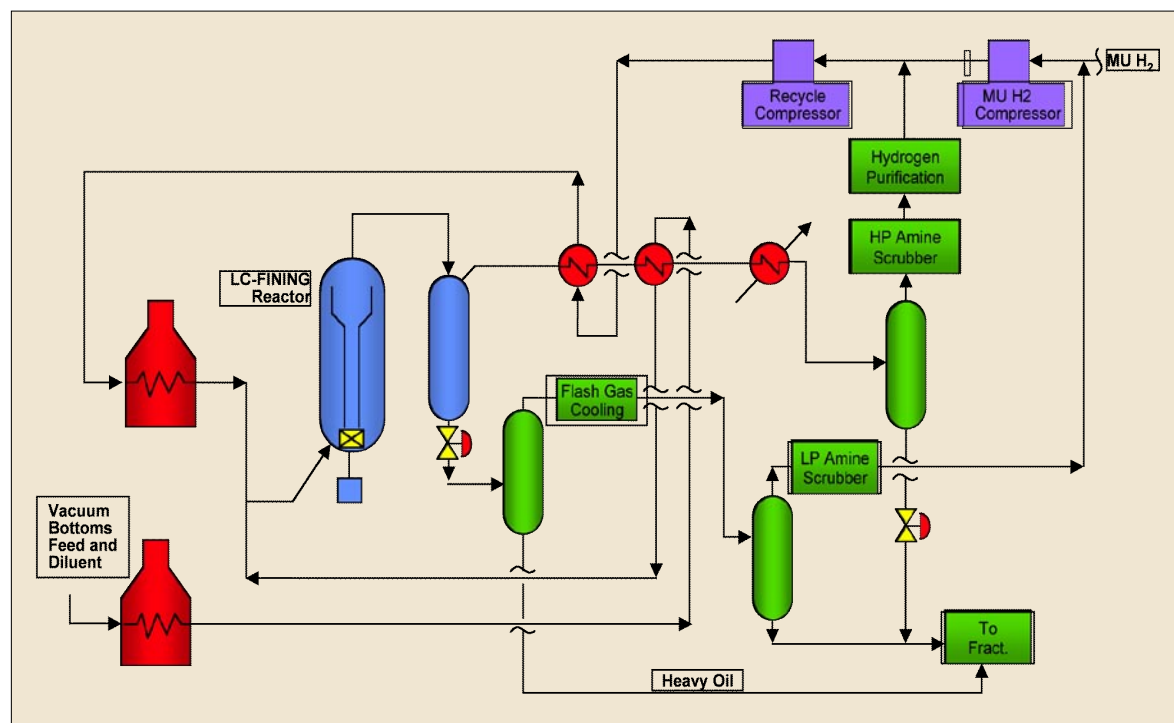 MU H₂
Recycle
Compressor
MU H2
Compressor
Hydrogen
Purification
HP Amine
Scrubber
LC-FINING
Reactor
Flash Gas
Cooling
LP Amine
Scrubber
Vacuum
Bottoms
Feed and
Diluent
To
Fract.
Heavy Oil